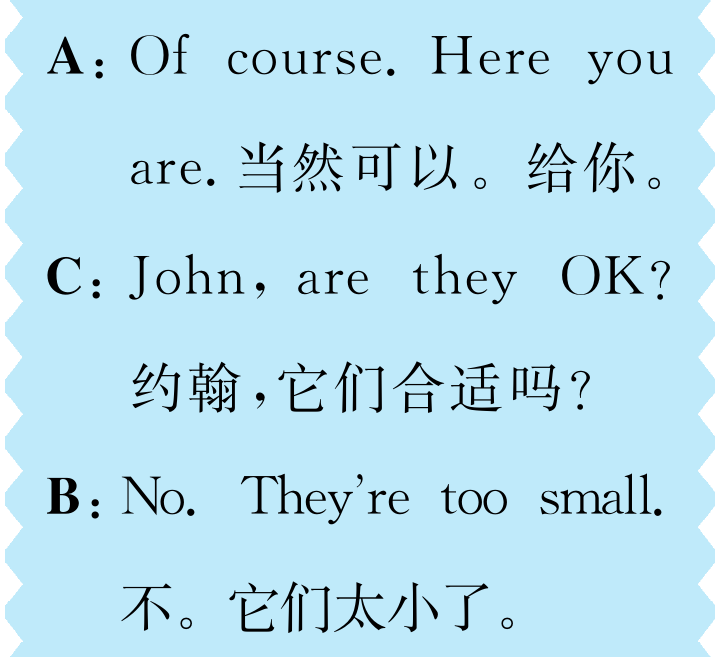 A: Of course. Here you
are.当然可以。给你。
C: John, are they OK?
约翰,它们合适吗?
B: No. They're too small.
不。它们太小了。